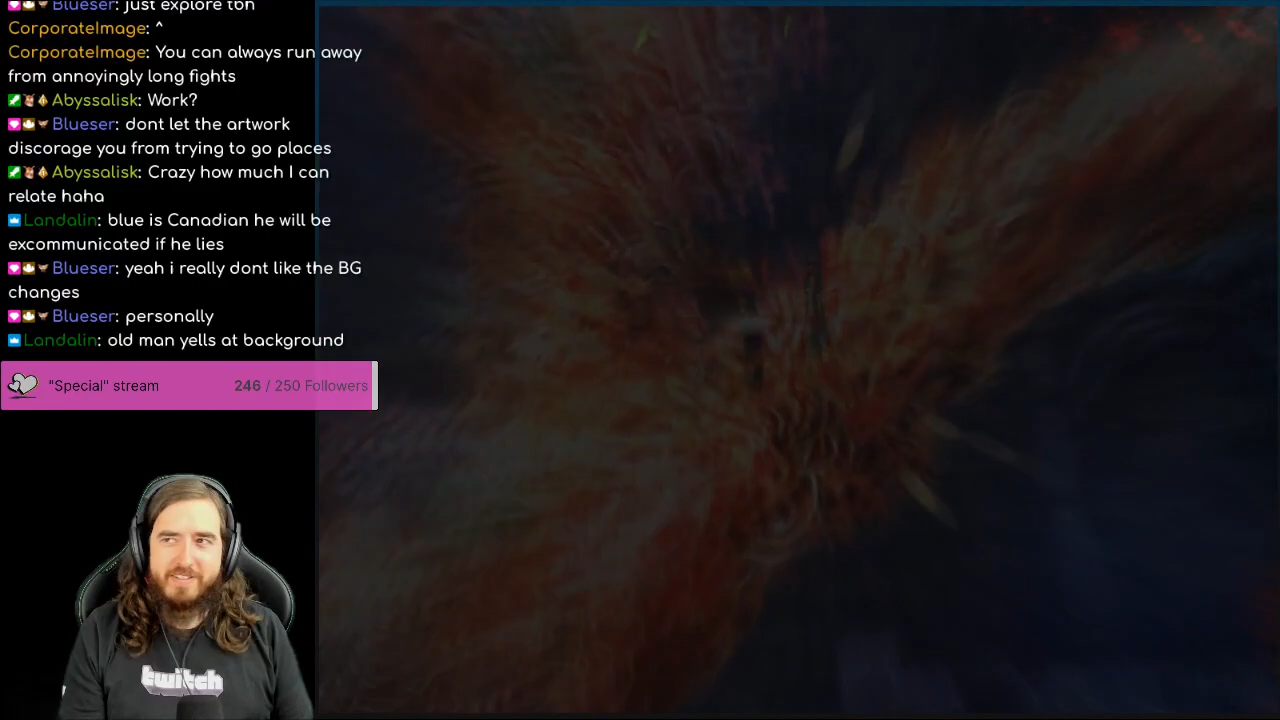 Blueser: just explore tbh
CorporateImage: ^
CorporateImage: You can always run away
from annoyingly long fights
Abyssalisk: Work?
Blueser: dont let the artwork
discorage you from trying to go places
Abyssalisk: Crazy how much I can
relate haha
Landalin: blue is Canadian he will be
excommunicated if he lies
Blueser: yeah i really dont like the BG
changes
Blueser: personally
Landalin: old man yells at background
"Special" stream 246 / 250 Followers
twitch